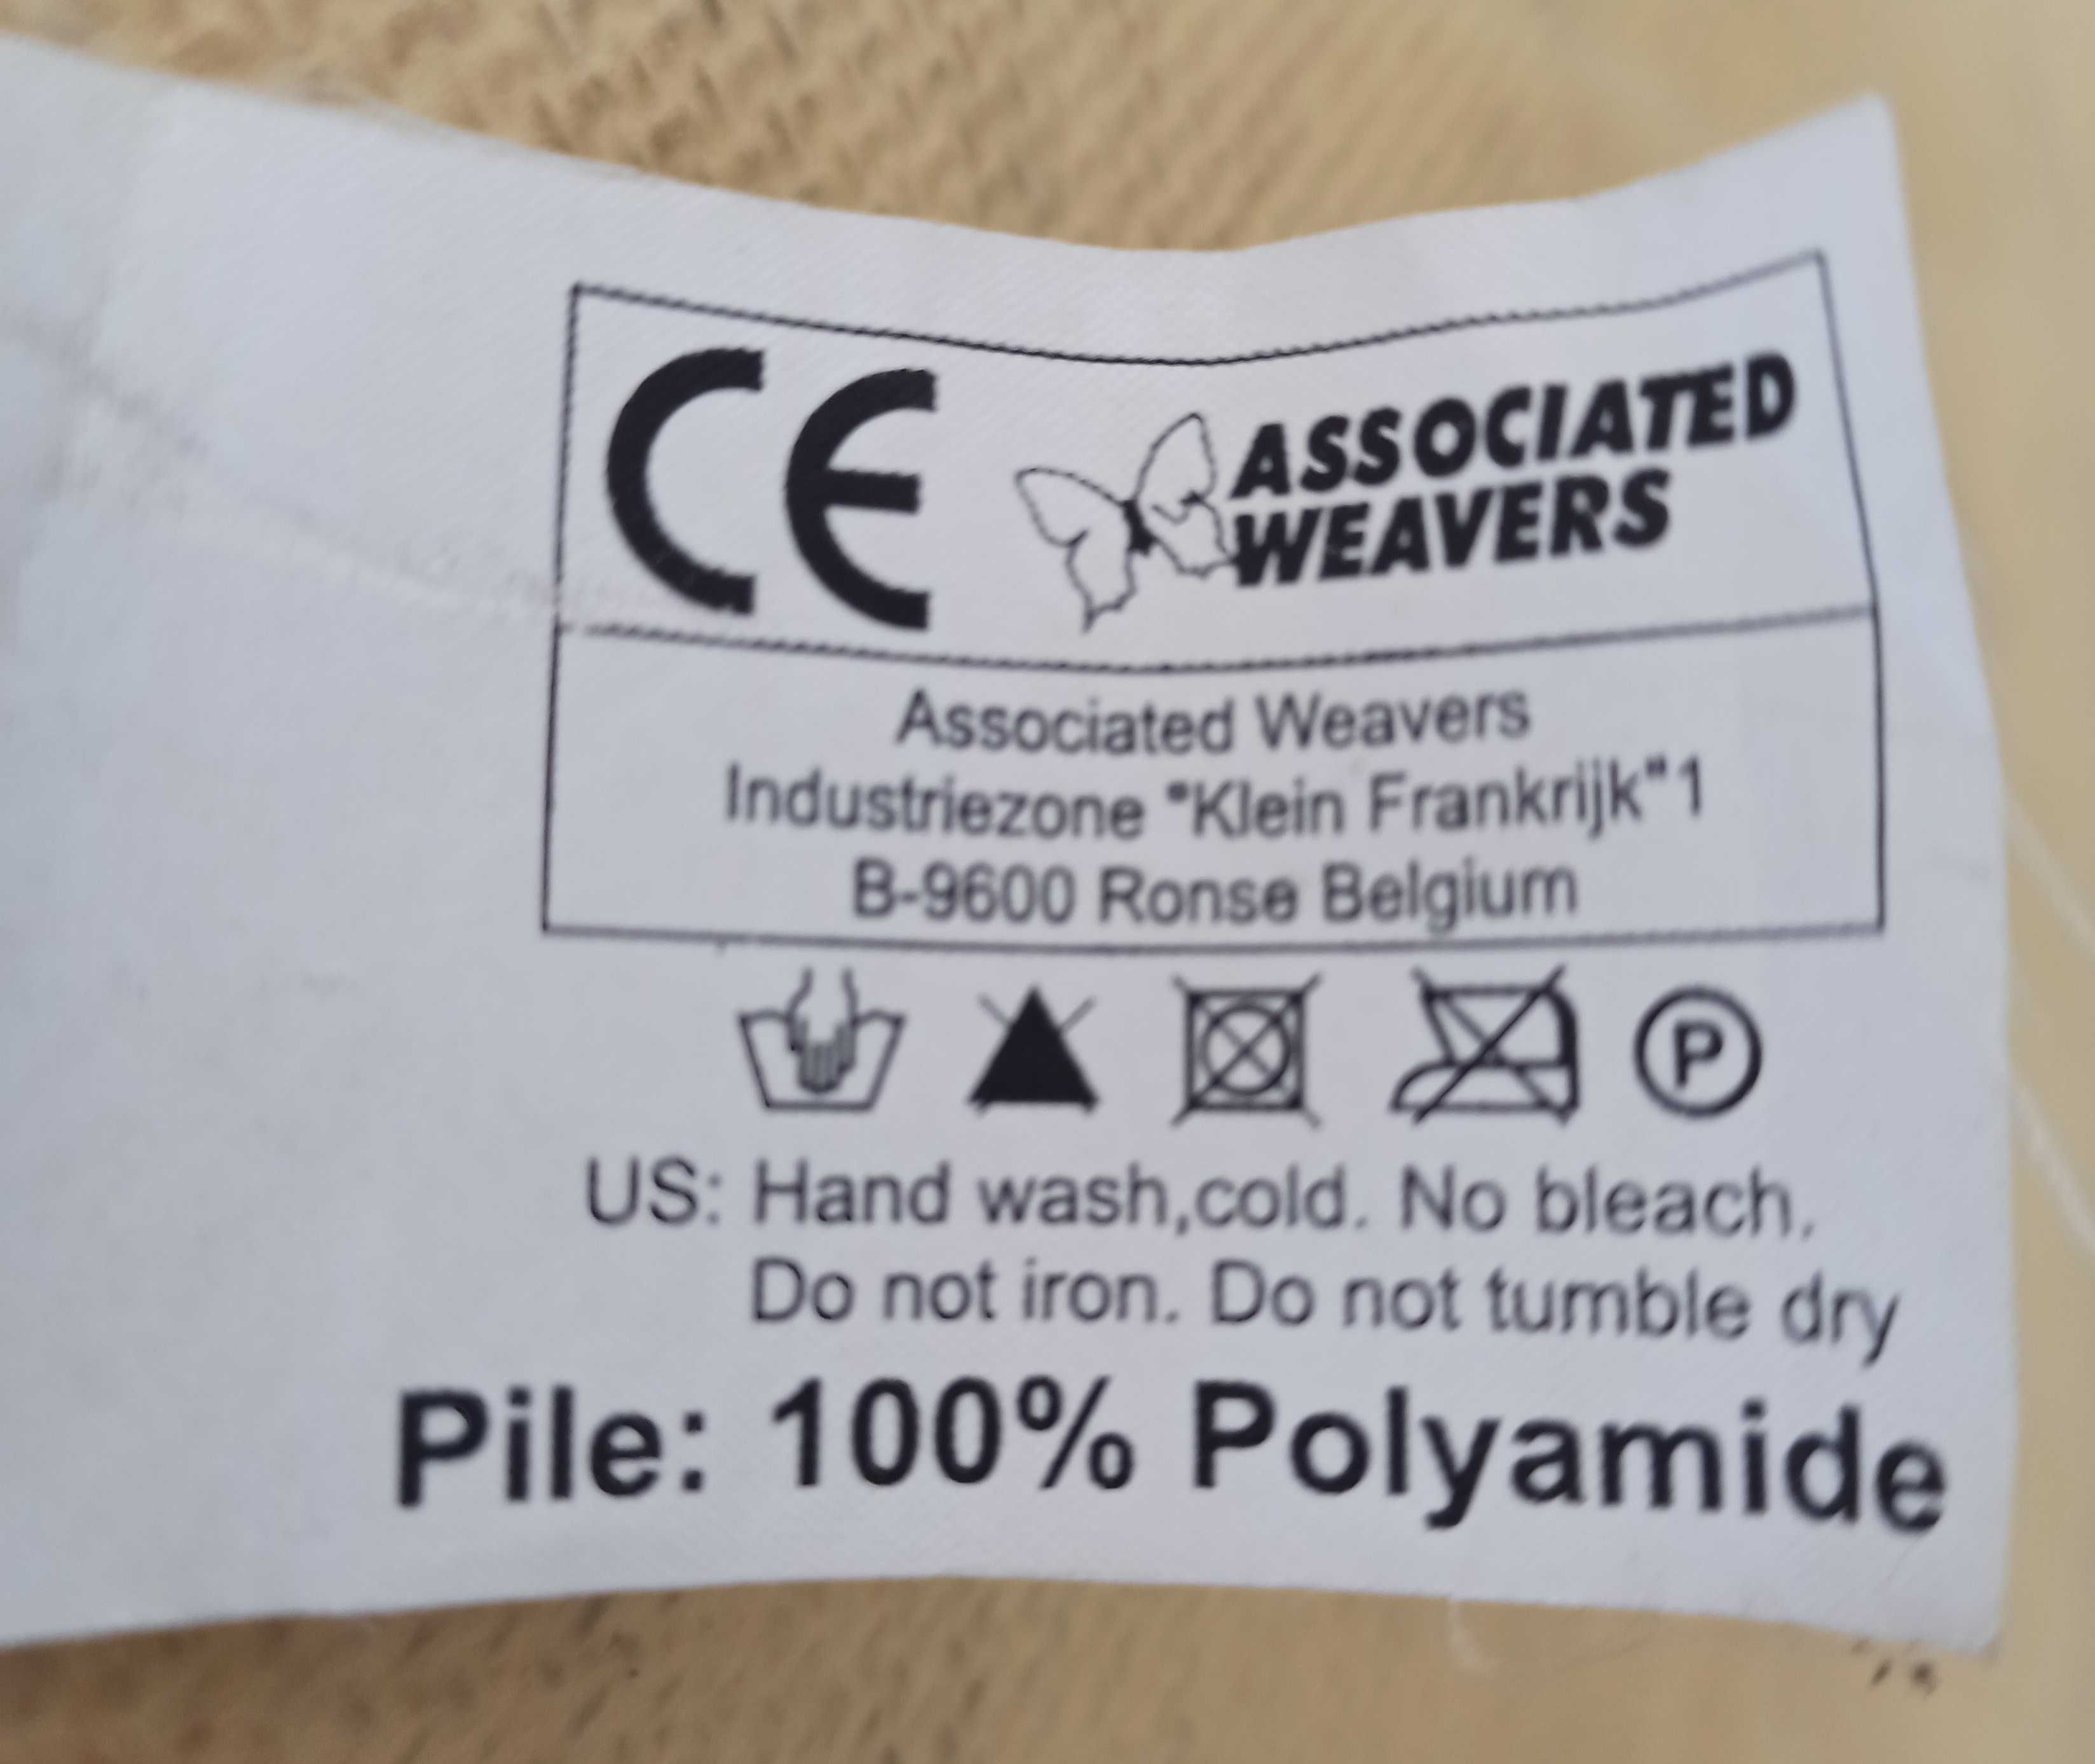 CE
ASSOCIATED
WEAVERS
Associated Weavers
Industriezone "Klein Frankrijk" 1
B-9600 Ronse Belgium
P
US: Hand wash,cold. No bleach.
Do not iron. Do not tumble dry
Pile: 100% Polyamide